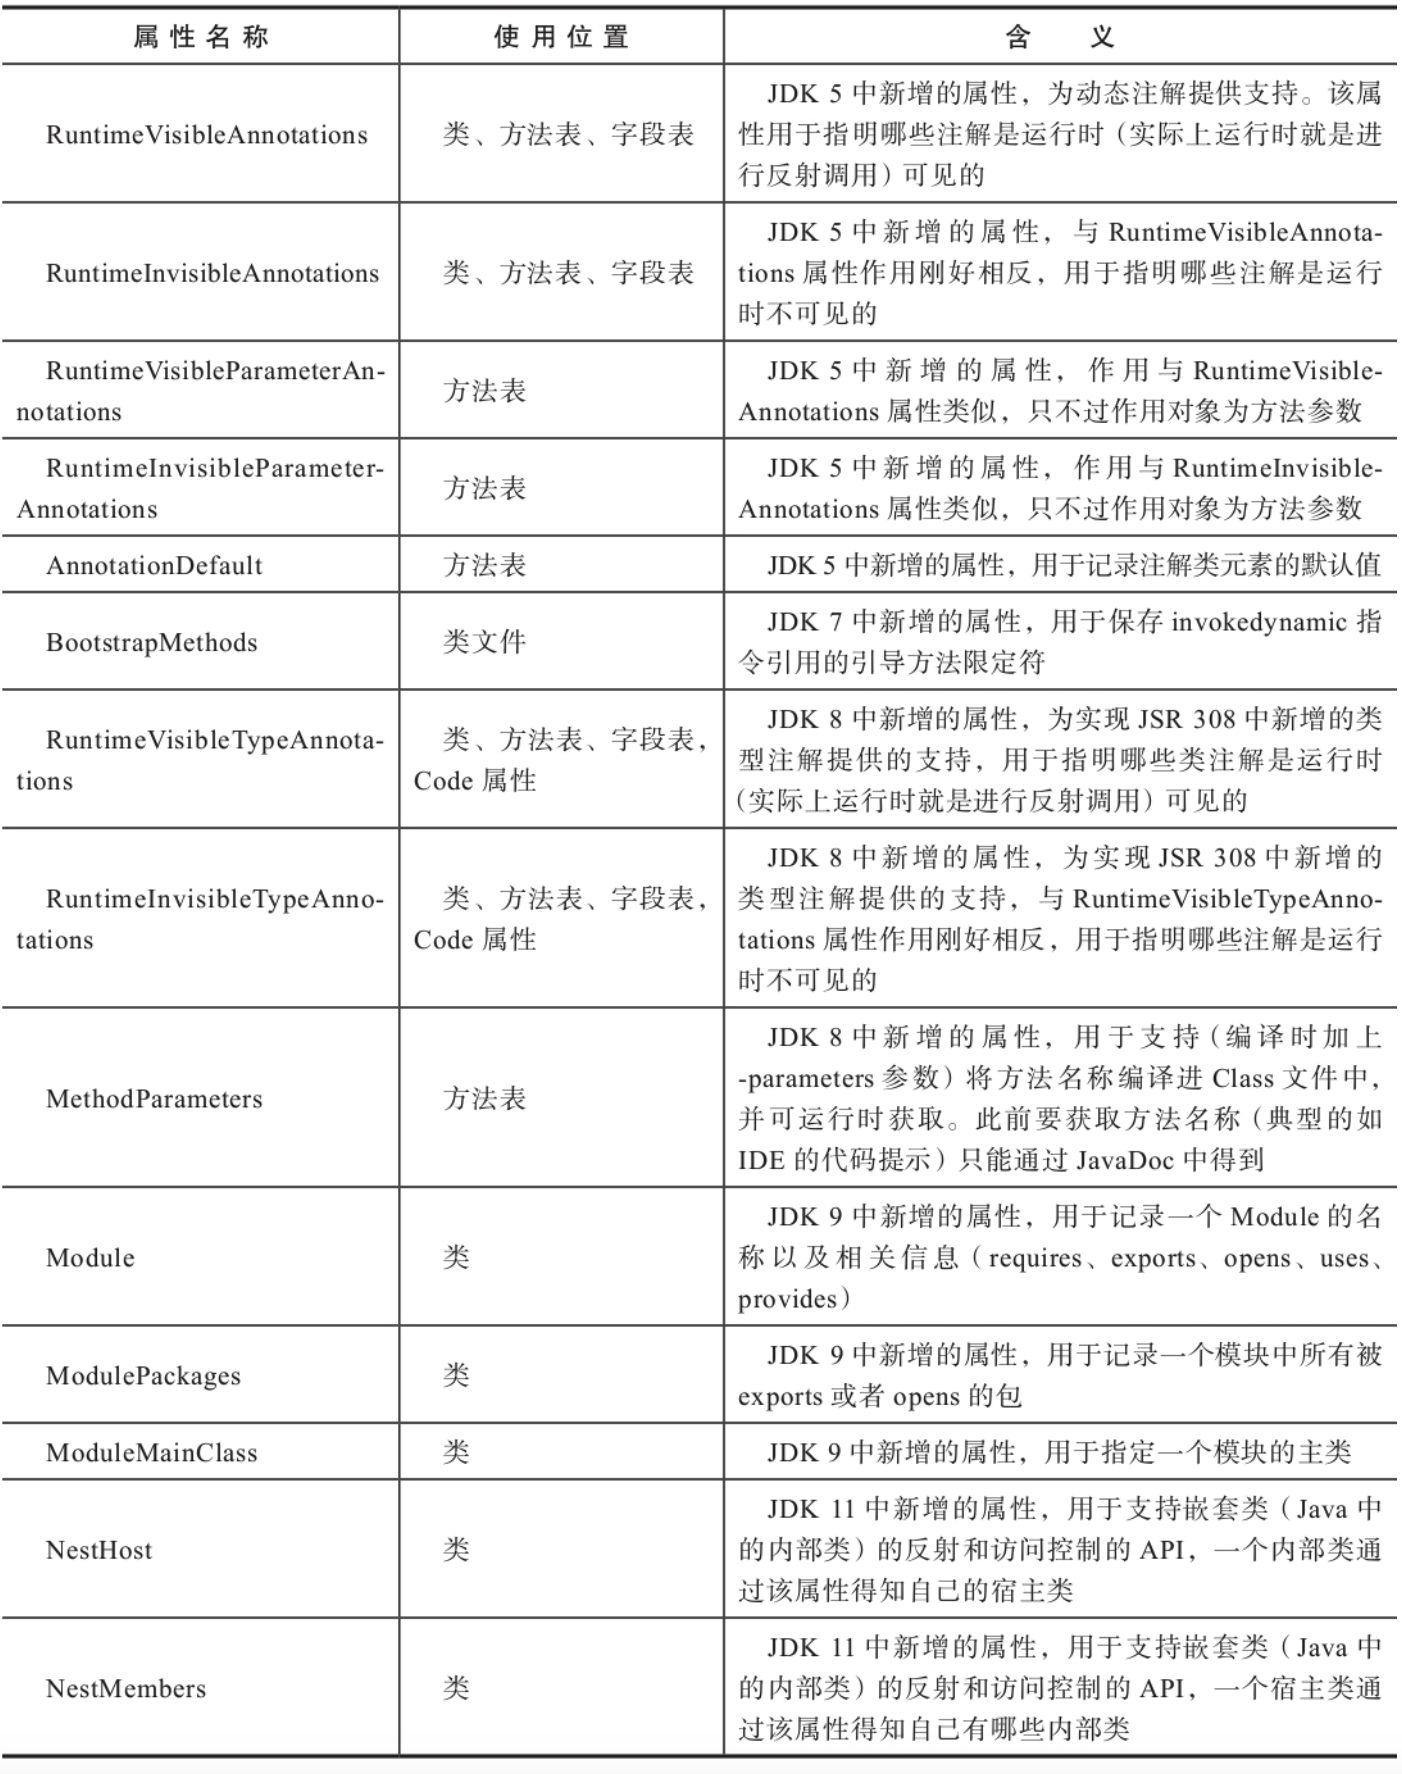 属性名称 使用位置 含 义
RuntimeVisibleAnnotations
类、方法表、字段表
JDK 5 中新增的属性，为动态注解提供支持。该属
性用于指明哪些注解是运行时（实际上运行时就是进
行反射调用）可见的
RuntimeInvisibleAnnotations
类、方法表、字段表
JDK 5 中新增的属性，与 RuntimeVisibleAnnota-
tions 属性作用刚好相反，用于指明哪些注解是运行
时不可见的
RuntimeVisibleParameterAn-
notations
方法表
JDK 5 中新增的属性，作用与 RuntimeVisible-
Annotations 属性类似，只不过作用对象为方法参数
RuntimeInvisibleParameter-
Annotations
方法表
JDK 5 中新增的属性，作用与 RuntimeInvisible-
Annotations 属性类似，只不过作用对象为方法参数
AnnotationDefault
方法表
JDK 5 中新增的属性，用于记录注解类元素的默认值
BootstrapMethods
类文件
JDK 7 中新增的属性，用于保存 invokedynamic 指
令引用的引导方法限定符
RuntimeVisibleTypeAnnota-
tions
类、方法表、字段表，
Code 属性
JDK 8 中新增的属性，为实现 JSR 308 中新增的类
型注解提供的支持，用于指明哪些类注解是运行时
（实际上运行时就是进行反射调用）可见的
RuntimeInvisibleTypeAnno-
tations
类、方法表、字段表，
Code 属性
JDK 8 中新增的属性，为实现 JSR 308 中新增的
类型注解提供的支持，与 RuntimeVisibleTypeAnno-
tations 属性作用刚好相反，用于指明哪些注解是运行
时不可见的
MethodParameters
方法表
JDK 8 中新增的属性，用于支持（编译时加上
-parameters 参数）将方法名称编译进 Class 文件中，
并可运行时获取。此前要获取方法名称（典型的如
IDE 的代码提示）只能通过 JavaDoc 中得到
Module
类
JDK 9 中新增的属性，用于记录一个 Module 的名
称以及相关信息（requires、exports、opens、uses、
provides）
ModulePackages
类
JDK 9 中新增的属性，用于记录一个模块中所有被
exports 或者 opens 的包
ModuleMainClass
类
JDK 9 中新增的属性，用于指定一个模块的主类
NestHost
类
JDK 11 中新增的属性，用于支持嵌套类（Java 中
的内部类）的反射和访问控制的 API，一个内部类通
过该属性得知自己的宿主类
NestMembers
类
JDK 11 中新增的属性，用于支持嵌套类（Java 中
的内部类）的反射和访问控制的 API，一个宿主类通
过该属性得知自己有哪些内部类